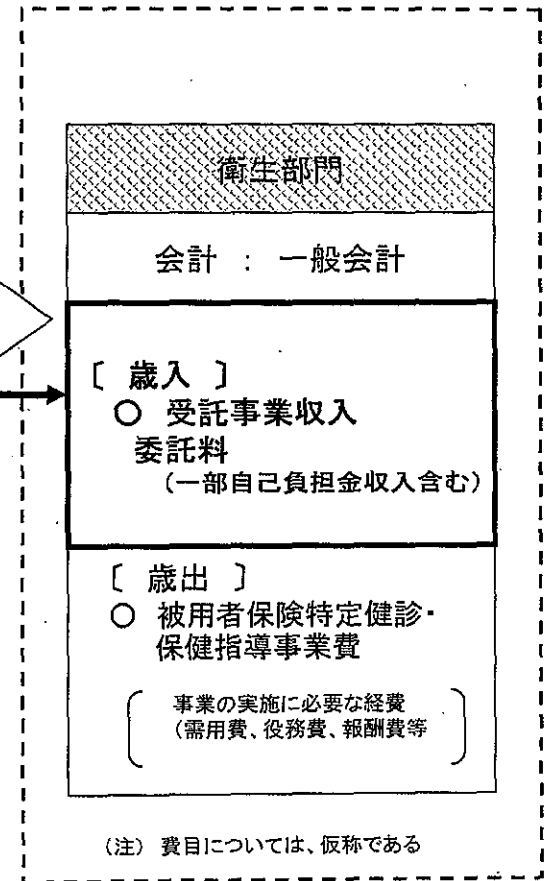 衛生部門
会計 : 一般会計
〔 歳入 〕
○ 受託事業収入
委託料
(一部自己負担金収入含む)
〔 歳出 〕
○ 被用者保険特定健診・
保健指導事業費
事業の実施に必要な経費
(需用費、役務費、報酬費等
(注) 費目については、仮称である